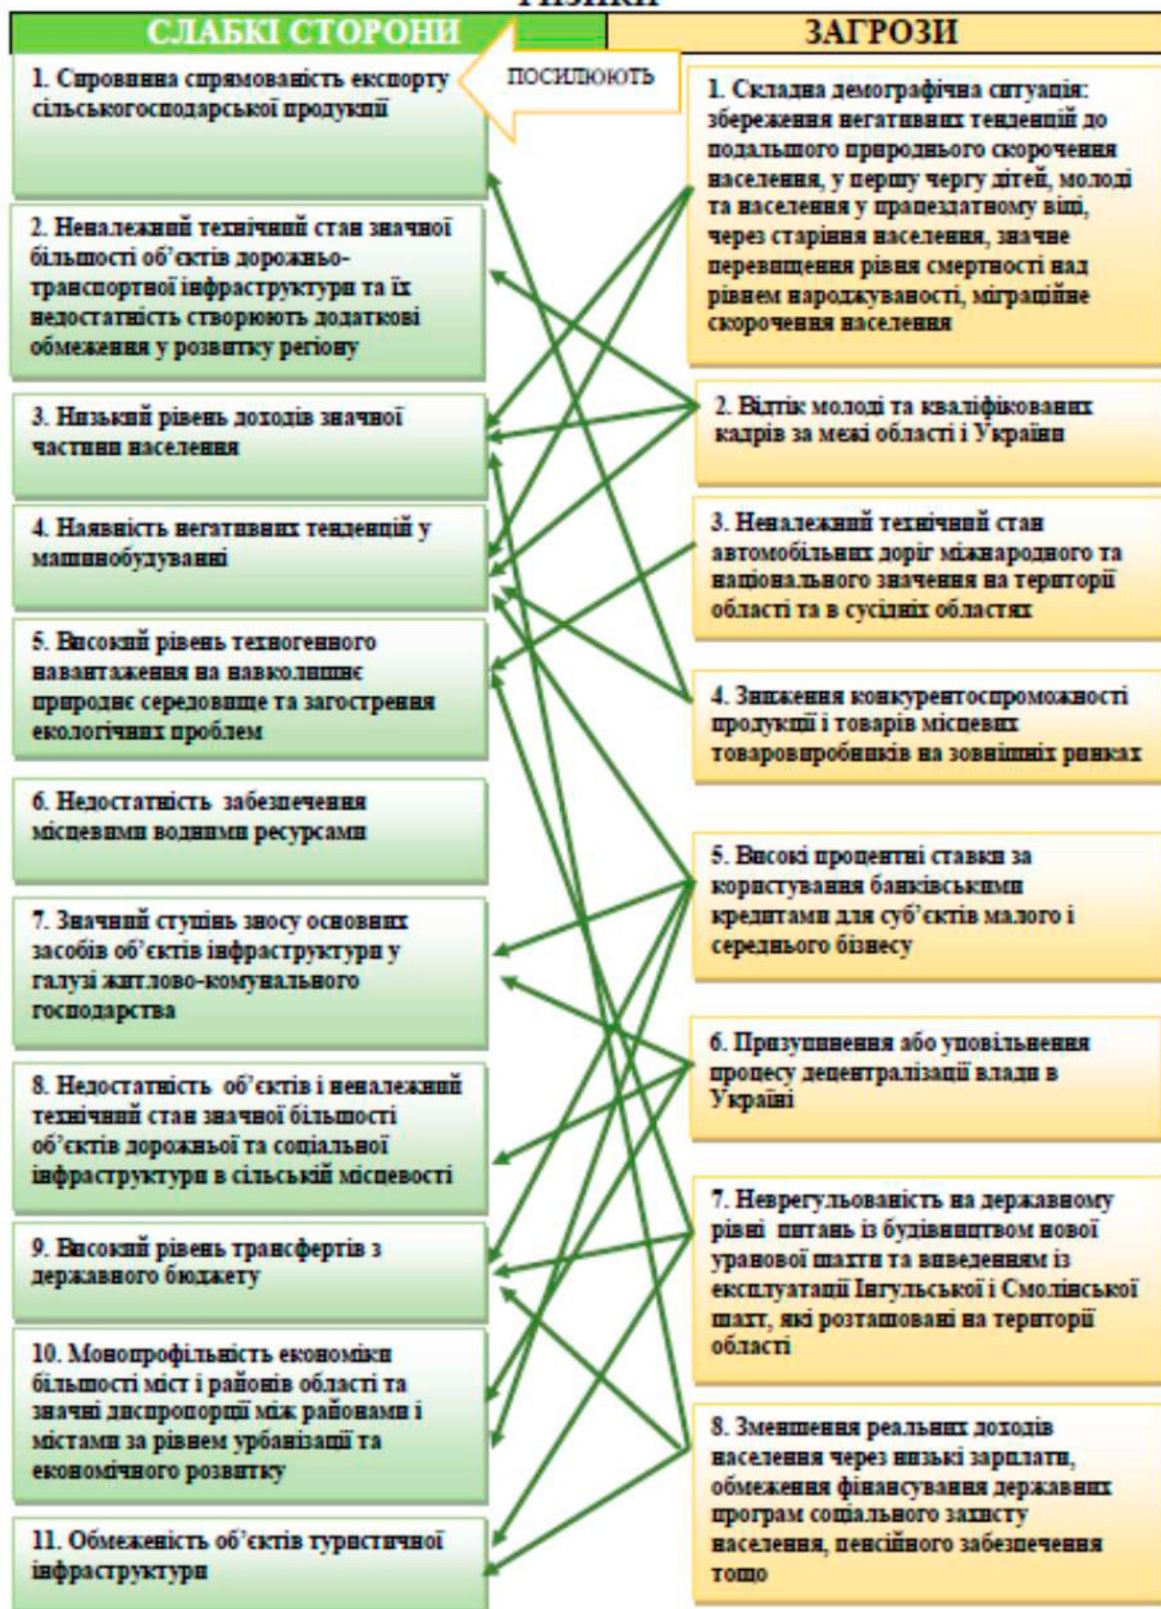 РИЗИКИ
СЛАБКІ СТОРОНИ
1. Сировинна спрямованість експорту
сільськогосподарської продукції
2. Неналежний технічний стан значної
більшості об’єктів дорожньо-
транспортної інфраструктури та їх
недостатність створюють додаткові
обмеження у розвитку регіону
3. Низький рівень доходів значної
частини населення
4. Наявність негативних тенденцій у
машинобудуванні
5. Високий рівень техногенного
навантаження на навколишнє
природнє середовище та загострення
екологічних проблем
6. Недостатність забезпечення
місцевими водними ресурсами
7. Значний ступінь зносу основних
засобів об’єктів інфраструктури у
галузі житлово-комунального
господарства
8. Недостатність об’єктів і неналежний
технічний стан значної більшості
об’єктів дорожньої та соціальної
інфраструктури в сільській місцевості
9. Високий рівень трансфертів з
державного бюджету
10. Монопрофільність економіки
більшості міст і районів області та
значні диспропорції між районами і
містами за рівнем урбанізації та
економічного розвитку
11. Обмеженість об’єктів туристичної
інфраструктури
ПОСИЛЮЮТЬ
ЗАГРОЗИ
1. Складна демографічна ситуація:
збереження негативних тенденцій до
подальшого природнього скорочення
населення, у першу чергу дітей, молоді
та населення у працездатному віці,
через старіння населення, значне
перевищення рівня смертності над
рівнем народжуваності, міграційне
скорочення населення
2. Відтік молоді та кваліфікованих
кадрів за межі області і України
3. Неналежний технічний стан
автомобільних доріг міжнародного та
національного значення на території
області та в сусідніх областях
4. Зниження конкурентоспроможності
продукції і товарів місцевих
товаровиробників на зовнішніх ринках
5. Високі процентні ставки за
користування банківськими
кредитами для суб’єктів малого і
середнього бізнесу
6. Призупинення або уповільнення
процесу децентралізації влади в
Україні
7. Неврегульованість на державному
рівні питань із будівництвом нової
уранової шахти та виведенням із
експлуатації Інгульської і Смолінської
шахт, які розташовані на території
області
8. Зменшення реальних доходів
населення через низькі зарплати,
обмеження фінансування державних
програм соціального захисту
населення, пенсійного забезпечення
тощо